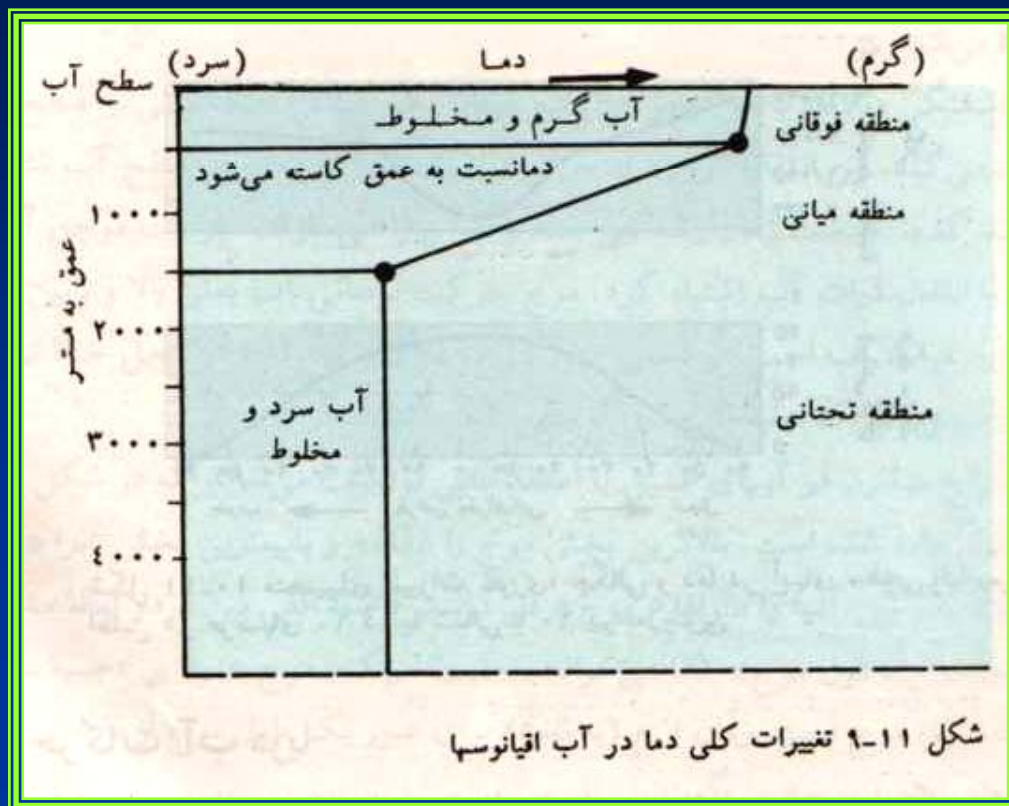 (سرد) دما (گرم)
سطح آب
آب گرم و مخلوط
منطقه فوقانی
دمانسبت به عمق کاسته می‌شود
منطقه میانی
۱۰۰۰
۲۰۰۰
۳۰۰۰
۴۰۰۰
عمق به متر
آب سرد و
مخلوط
منطقه تحتانی
شکل ۱۱-۹ تغییرات کلی دما در آب اقیانوسها